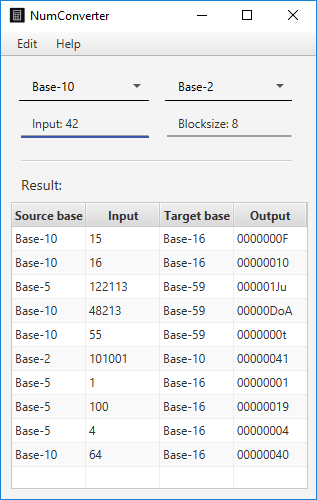 NumConverter
Edit Help
Base-10 Base-2
Input: 42 Blocksize: 8
Result:
Source base Input Target base Output
Base-10 15 Base-16 0000000F
Base-10 16 Base-16 00000010
Base-5 122113 Base-59 000001Ju
Base-10 48213 Base-59 00000DoA
Base-10 55 Base-59 0000000t
Base-2 101001 Base-10 00000041
Base-5 1 Base-16 00000001
Base-5 100 Base-16 00000019
Base-5 4 Base-16 00000004
Base-10 64 Base-16 00000040